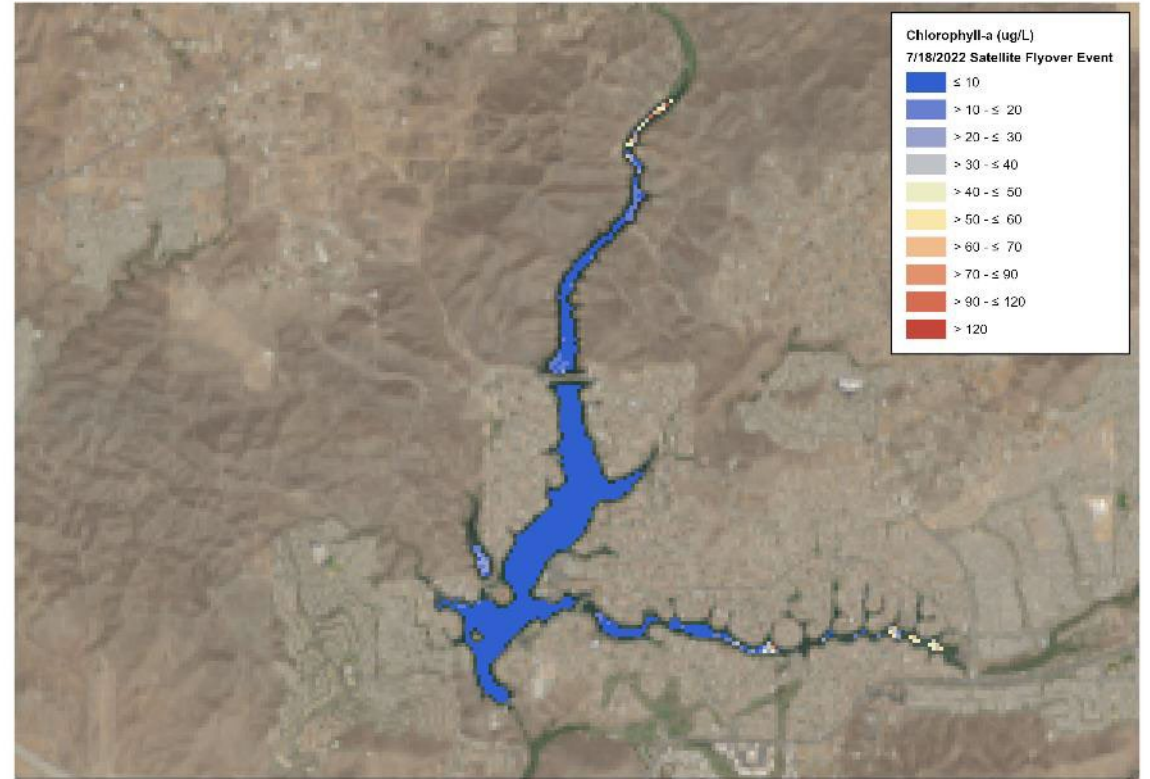 Chlorophyll-a (ug/L)
7/18/2022 Satellite Flyover Event
≤ 10
> 10 - ≤ 20
> 20 - ≤ 30
> 30 - ≤ 40
> 40 - ≤ 50
> 50 - ≤ 60
> 60 - ≤ 70
> 70 - ≤ 90
> 90 - ≤ 120
> 120